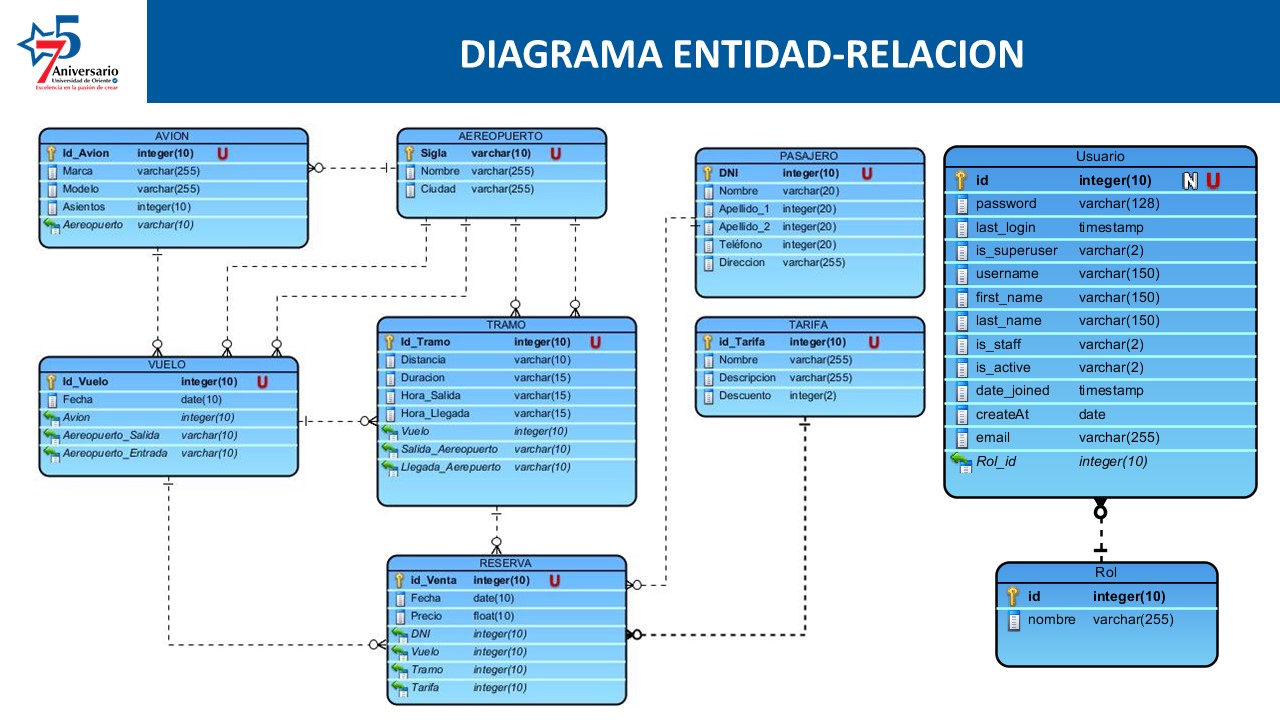 75
Aniversario
Universidad de Oriente
Excelencia en la pasión de crear
DIAGRAMA ENTIDAD-RELACION
AVION
Id_Avion integer(10) U
Marca varchar(255)
Modelo varchar(255)
Asientos integer(10)
Aereopuerto varchar(10)
AEREOPUERTO
Sigla varchar(10) U
Nombre varchar(255)
Ciudad varchar(255)
PASAJERO
DNI integer(10) U
Nombre varchar(20)
Apellido_1 integer(20)
Apellido_2 integer(20)
Teléfono integer(20)
Direccion varchar(255)
Usuario
id integer(10) N U
password varchar(128)
last_login timestamp
is_superuser varchar(2)
username varchar(150)
first_name varchar(150)
last_name varchar(150)
is_staff varchar(2)
is_active varchar(2)
date_joined timestamp
createAt date
email varchar(255)
Rol_id integer(10)
VUELO
Id_Vuelo integer(10) U
Fecha date(10)
Avion integer(10)
Aereopuerto_Salida varchar(10)
Aereopuerto_Entrada varchar(10)
TRAMO
Id_Tramo integer(10) U
Distancia varchar(10)
Duracion varchar(15)
Hora_Salida varchar(15)
Hora_Llegada varchar(15)
Vuelo integer(10)
Salida_Aereopuerto varchar(10)
Llegada_Aerepuerto varchar(10)
TARIFA
id_Tarifa integer(10) U
Nombre varchar(255)
Descripcion varchar(255)
Descuento integer(2)
RESERVA
id_Venta integer(10) U
Fecha date(10)
Precio float(10)
DNI integer(10)
Vuelo integer(10)
Tramo integer(10)
Tarifa integer(10)
Rol
id integer(10)
nombre varchar(255)